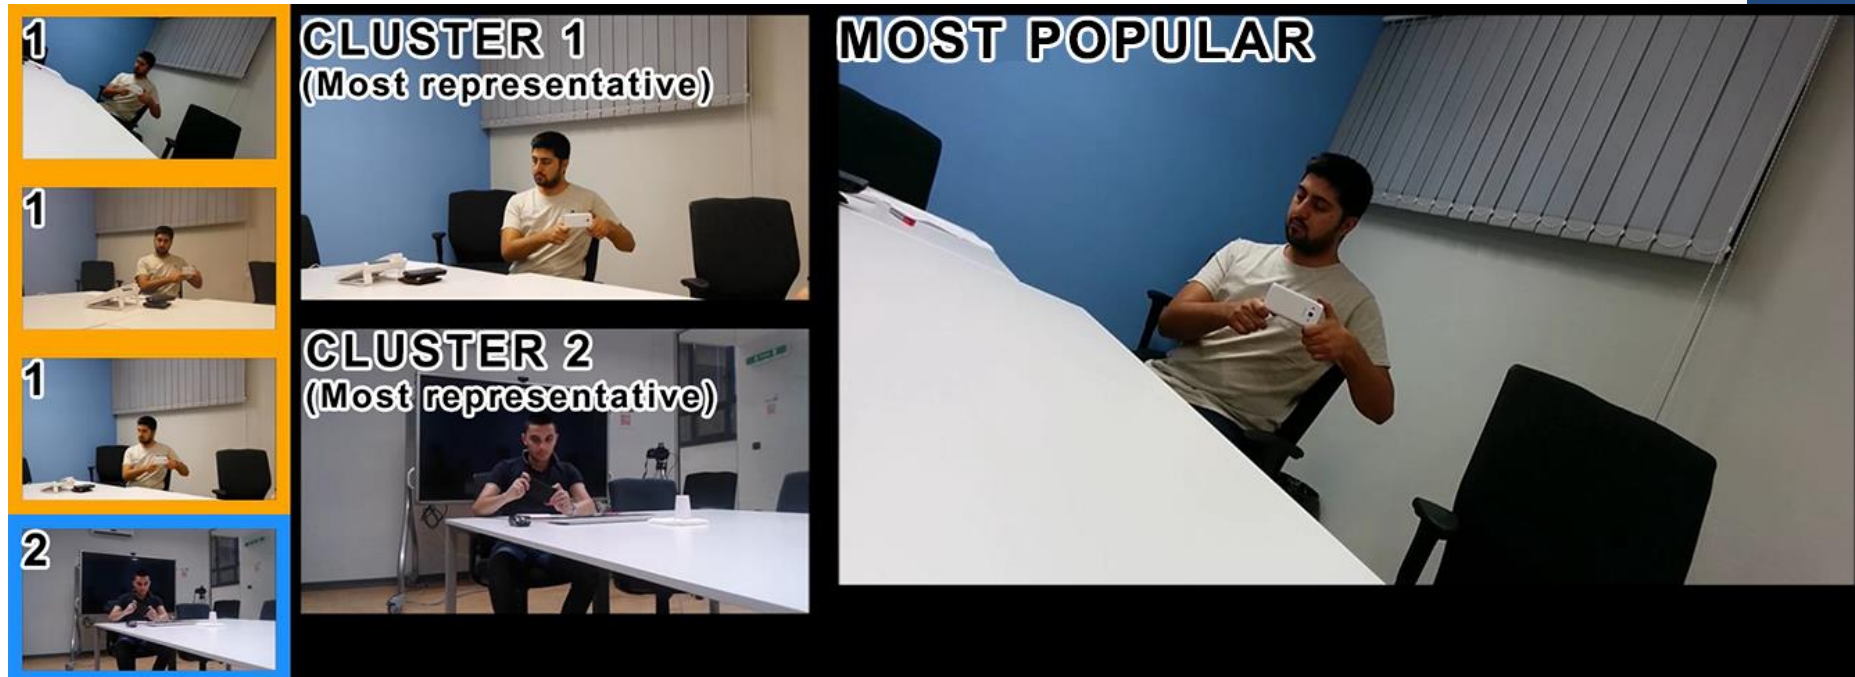 1
1
1
2
CLUSTER 1
(Most representative)
CLUSTER 2
(Most representative)
MOST POPULAR